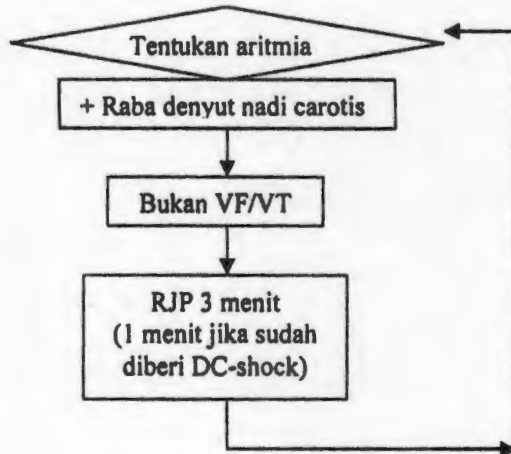 Tentukan aritmia
+ Raba denyut nadi carotis
Bukan VF/VT
RJP 3 menit
(1 menit jika sudah
diberi DC-shock)